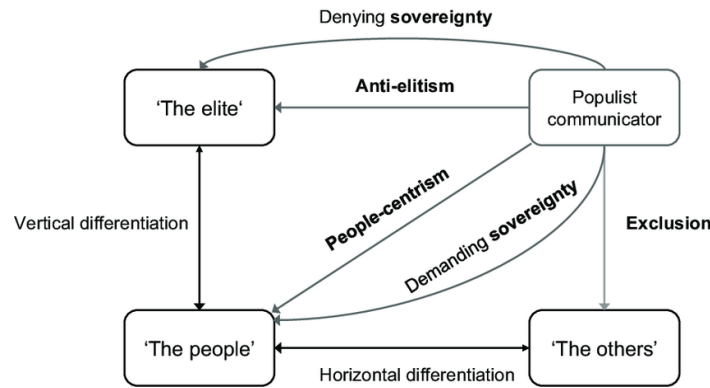 Denying sovereignty
'The elite'
Anti-elitism
Populist
communicator
Vertical differentiation
People-centrism
Demanding sovereignty
Exclusion
'The people'
'The others'
Horizontal differentiation